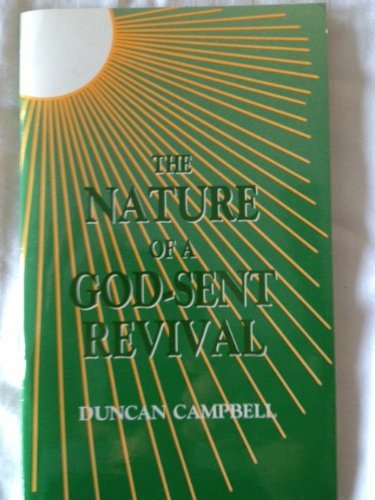 THE
NATURE
OF A
GOD-SENT
REVIVAL
DUNCAN CAMPBELL